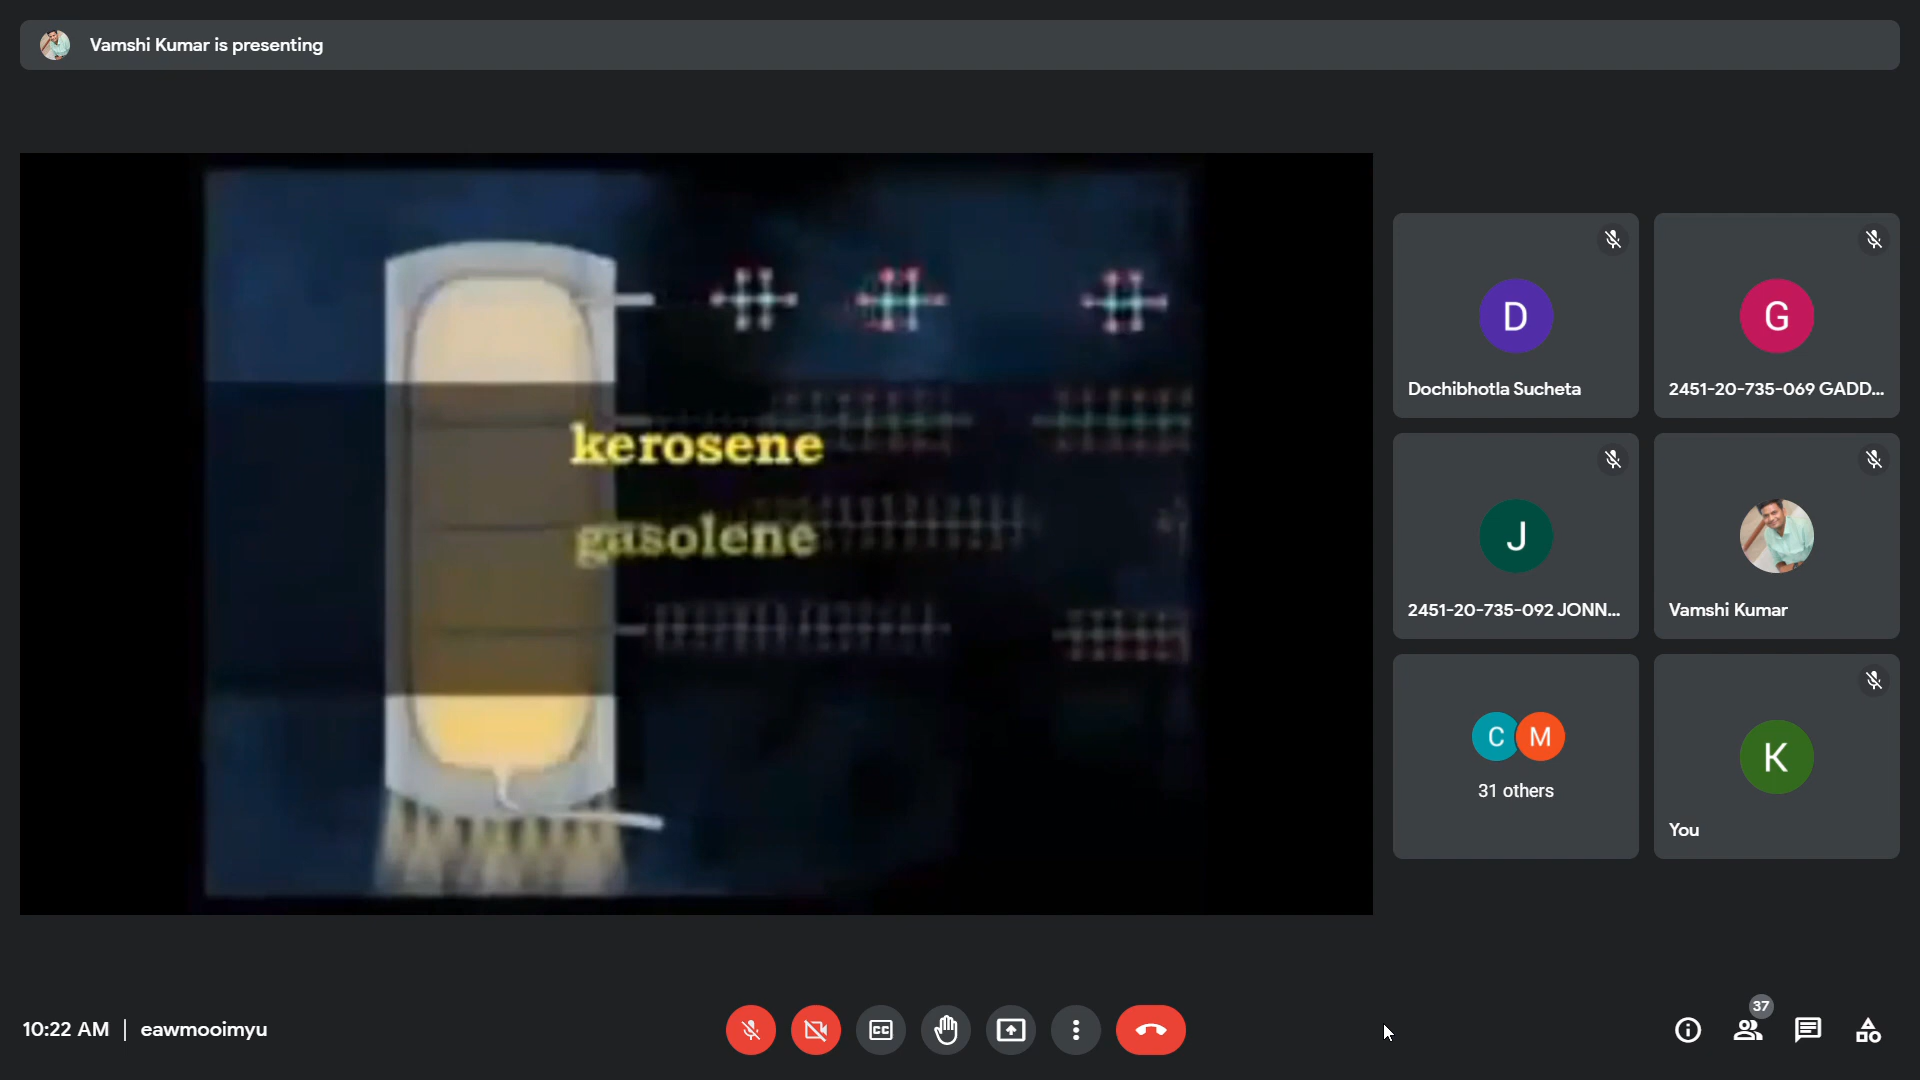 Vamshi Kumar is presenting
kerosene
gasolene
D
Dochibhotla Sucheta
G
2451-20-735-069 GADD...
J
2451-20-735-092 JONN...
Vamshi Kumar
C M
31 others
K
You
10:22 AM | eawmooimyu
CC
37